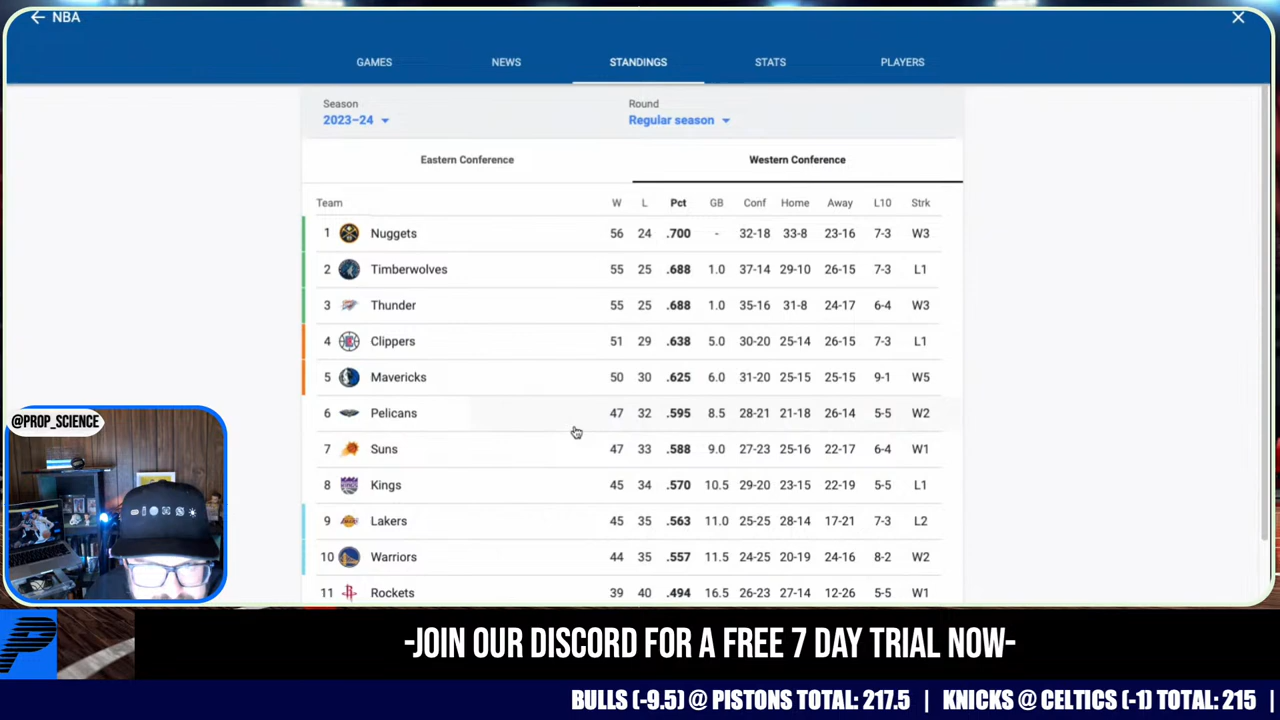 NBA
GAMES NEWS STANDINGS STATS PLAYERS
Season Round
2023–24 Regular season
Eastern Conference Western Conference
Team W L Pct GB Conf Home Away L10 Strk
1 Nuggets 56 24 .700 - 32-18 33-8 23-16 7-3 W3
2 Timberwolves 55 25 .688 1.0 37-14 29-10 26-15 7-3 L1
3 Thunder 55 25 .688 1.0 35-16 31-8 24-17 6-4 W3
4 Clippers 51 29 .638 5.0 30-20 25-14 26-15 7-3 L1
5 Mavericks 50 30 .625 6.0 31-20 25-15 25-15 9-1 W5
6 Pelicans 47 32 .595 8.5 28-21 21-18 26-14 5-5 W2
7 Suns 47 33 .588 9.0 27-23 25-16 22-17 6-4 W1
8 Kings 45 34 .570 10.5 29-20 23-15 22-19 5-5 L1
9 Lakers 45 35 .563 11.0 25-25 28-14 17-21 7-3 L2
10 Warriors 44 35 .557 11.5 24-25 20-19 24-16 8-2 W2
11 Rockets 39 40 .494 16.5 26-23 27-14 12-26 5-5 W1
@PROP_SCIENCE
-JOIN OUR DISCORD FOR A FREE 7 DAY TRIAL NOW-
BULLS (-9.5) @ PISTONS TOTAL: 217.5 | KNICKS @ CELTICS (-1) TOTAL: 215 |